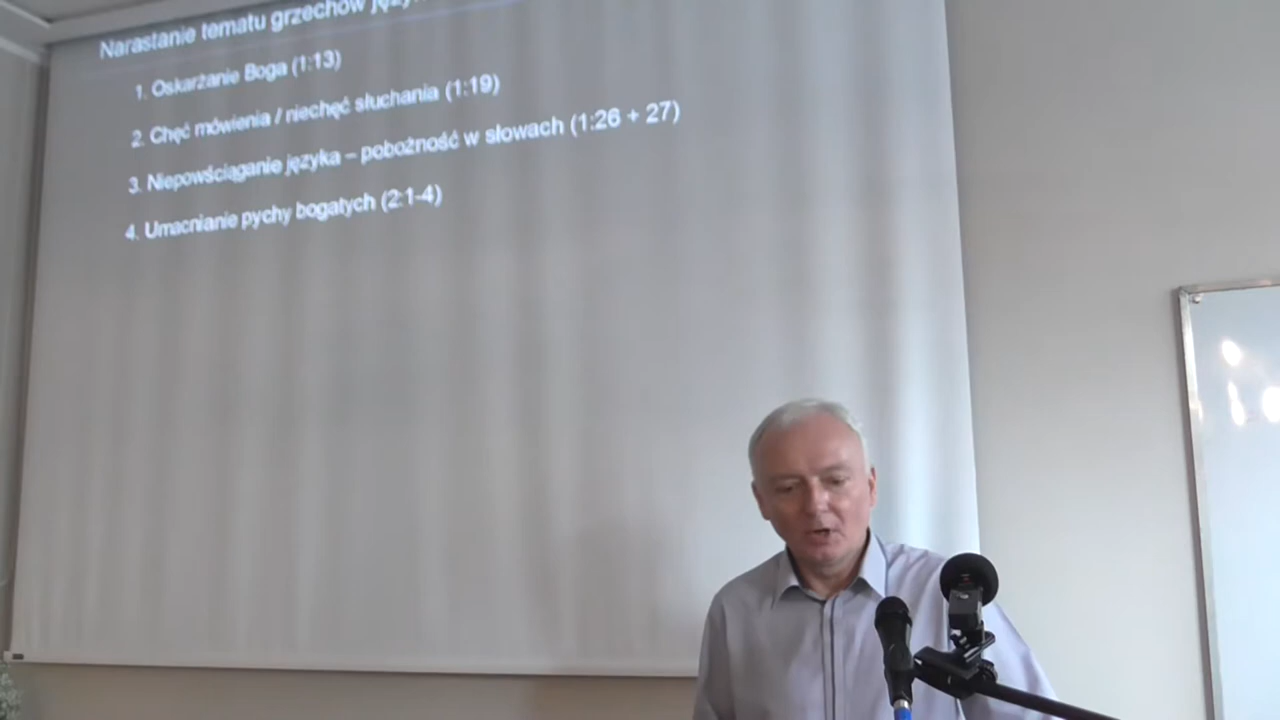 Narastanie tematu grzechów
1. Oskarżanie Boga (1:13)
2. Chęć mówienia / niechęć słuchania (1:19)
3. Niepowściąganie języka – pobożność w słowach (1:26 + 27)
4. Umacnianie pychy bogatych (2:1-4)